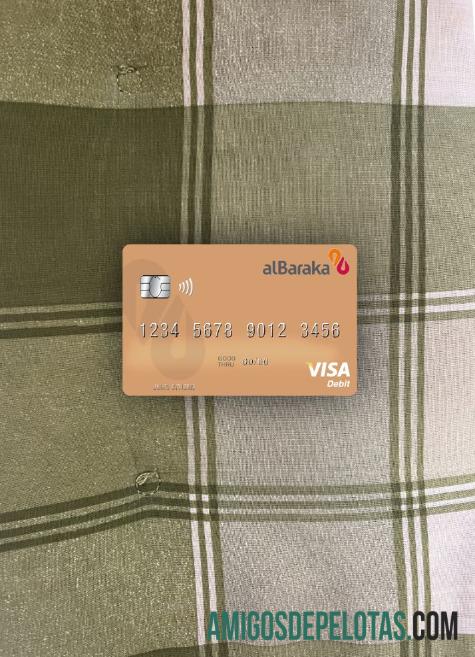 alBaraka
1234 5678 9012 3456
GOOD
THRU
VISA
Debit
AMIGOSDEPELOTAS.COM